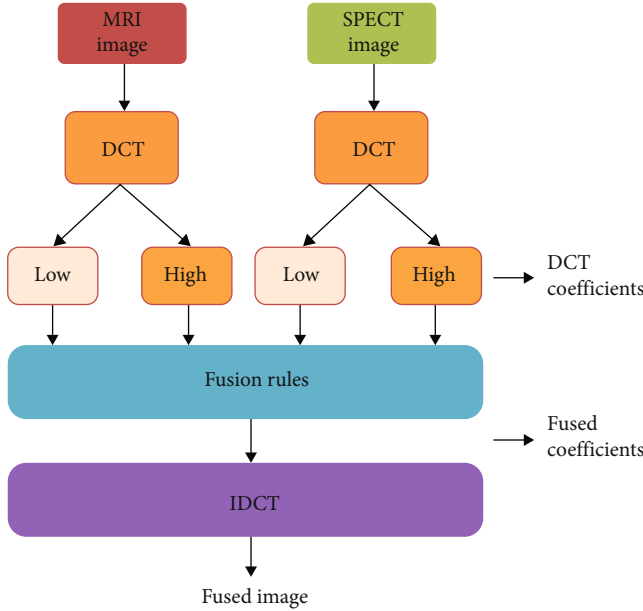 MRI
image
SPECT
image
DCT
DCT
Low
High
Low
High
DCT
coefficients
Fusion rules
Fused
coefficients
IDCT
Fused image